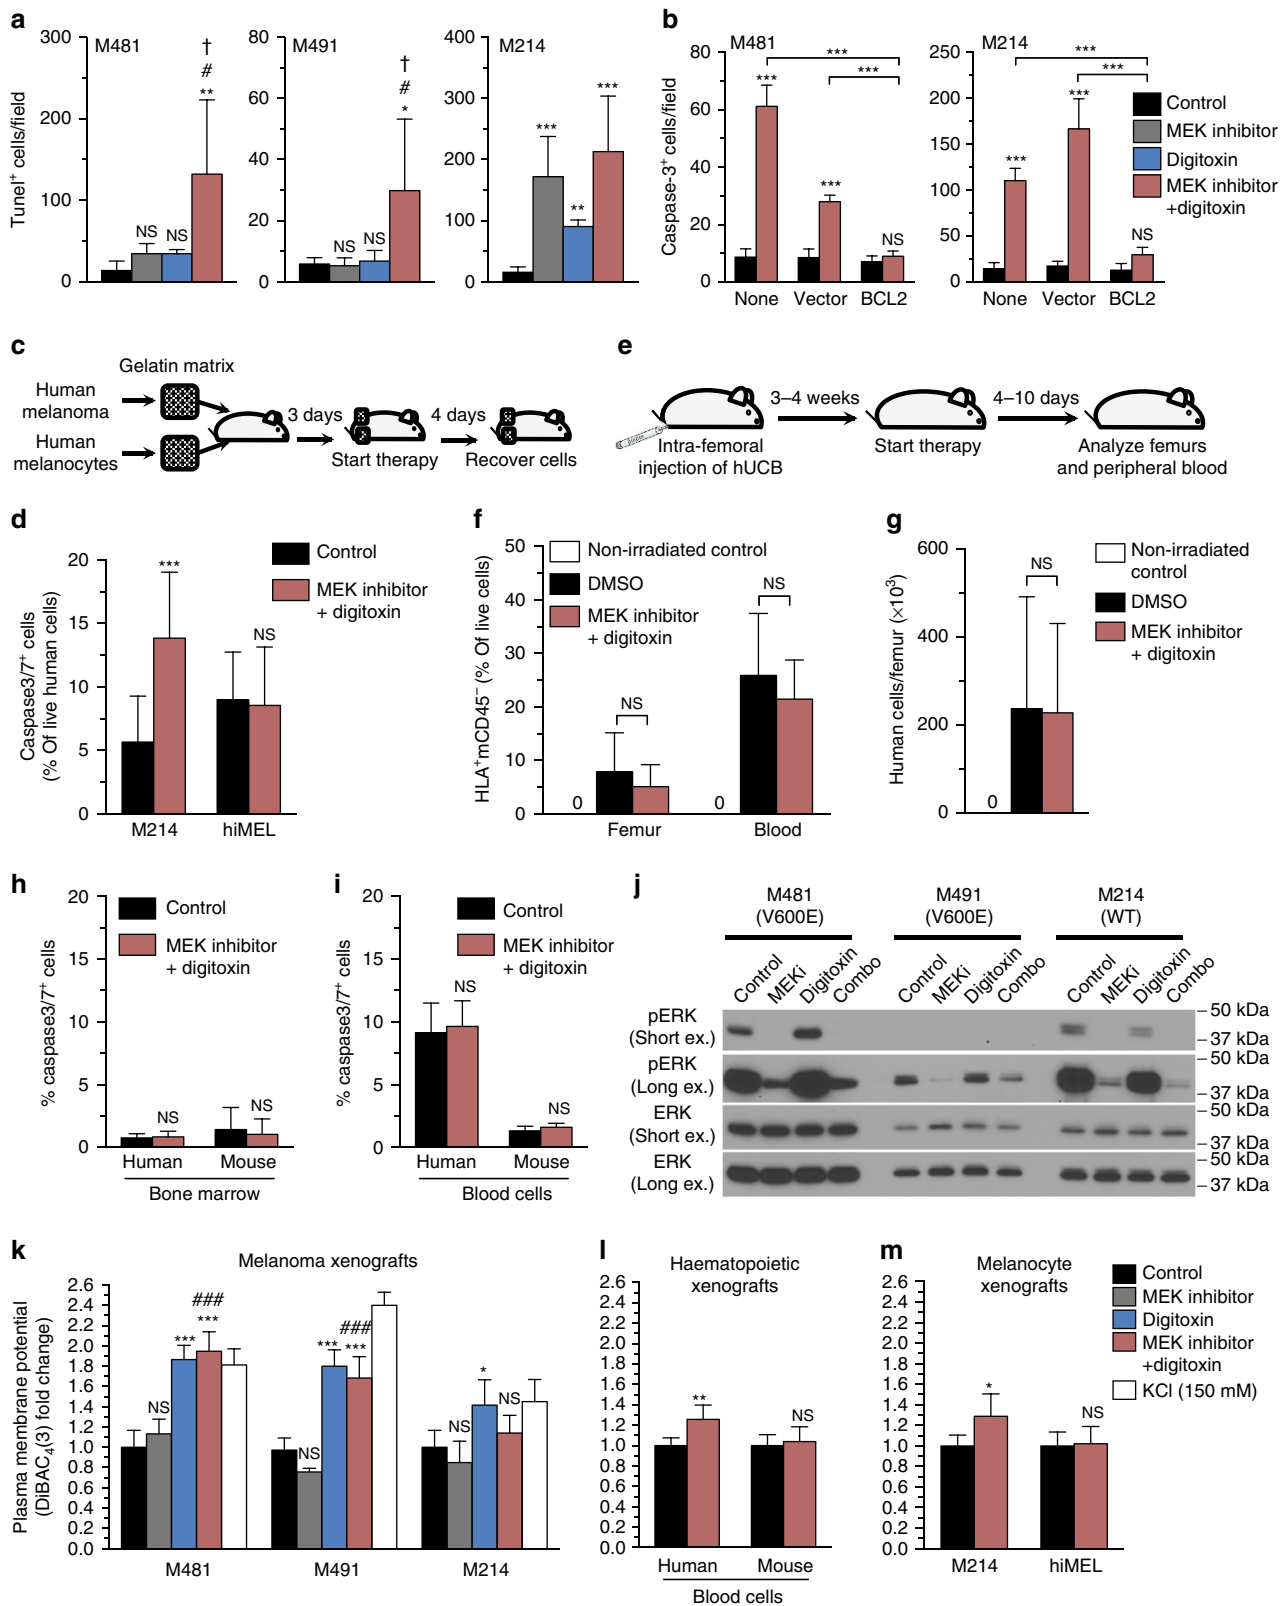 a
M481
M491
M214
Tunel+ cells/field
300
200
100
0
80
60
40
20
0
400
300
200
100
0
†
#
**
NS NS
†
#
*
NS NS
***
**
***
b
M481
M214
Caspase-3+ cells/field
80
60
40
20
0
250
200
150
100
50
0
***
***
***
***
NS
***
***
***
***
NS
None Vector BCL2
None Vector BCL2
Control
MEK inhibitor
Digitoxin
MEK inhibitor
+digitoxin
c
Gelatin matrix
Human
melanoma
Human
melanocytes
3 days
4 days
Start therapy
Recover cells
e
3–4 weeks
4–10 days
Intra-femoral
injection of hUCB
Start therapy
Analyze femurs
and peripheral blood
d
Caspase3/7+ cells
(% Of live human cells)
20
15
10
5
0
***
NS
M214 hiMEL
Control
MEK inhibitor
+ digitoxin
f
HLA+mCD45− (% Of live cells)
50
40
30
20
10
0
Non-irradiated control
DMSO
MEK inhibitor
+ digitoxin
NS
NS
0
0
Femur Blood
g
Human cells/femur (×10³)
600
400
200
0
NS
0
Non-irradiated
control
DMSO
MEK inhibitor
+ digitoxin
h
% caspase3/7+ cells
20
15
10
5
0
Control
MEK inhibitor
+ digitoxin
NS
NS
Human Mouse
Bone marrow
i
% caspase3/7+ cells
20
15
10
5
0
Control
MEK inhibitor
+ digitoxin
NS
NS
Human Mouse
Blood cells
j
M481
(V600E)
M491
(V600E)
M214
(WT)
Control MEKi Digitoxin Combo
Control MEKi Digitoxin Combo
Control MEKi Digitoxin Combo
pERK
(Short ex.)
50 kDa
37 kDa
pERK
(Long ex.)
50 kDa
37 kDa
ERK
(Short ex.)
50 kDa
37 kDa
ERK
(Long ex.)
50 kDa
37 kDa
k
Melanoma xenografts
Plasma membrane potential
(DiBAC4(3) fold change)
2.6
2.4
2.2
2.0
1.8
1.6
1.4
1.2
1.0
0.8
0.6
0.4
0.2
0.0
NS
***
###
***
NS
***
###
***
NS
*
NS
M481 M491 M214
l
Haematopoietic
xenografts
2.6
2.4
2.2
2.0
1.8
1.6
1.4
1.2
1.0
0.8
0.6
0.4
0.2
0.0
**
NS
Human Mouse
Blood cells
m
Melanocyte
xenografts
2.6
2.4
2.2
2.0
1.8
1.6
1.4
1.2
1.0
0.8
0.6
0.4
0.2
0.0
*
NS
M214 hiMEL
Control
MEK inhibitor
Digitoxin
MEK inhibitor
+digitoxin
KCl (150 mM)